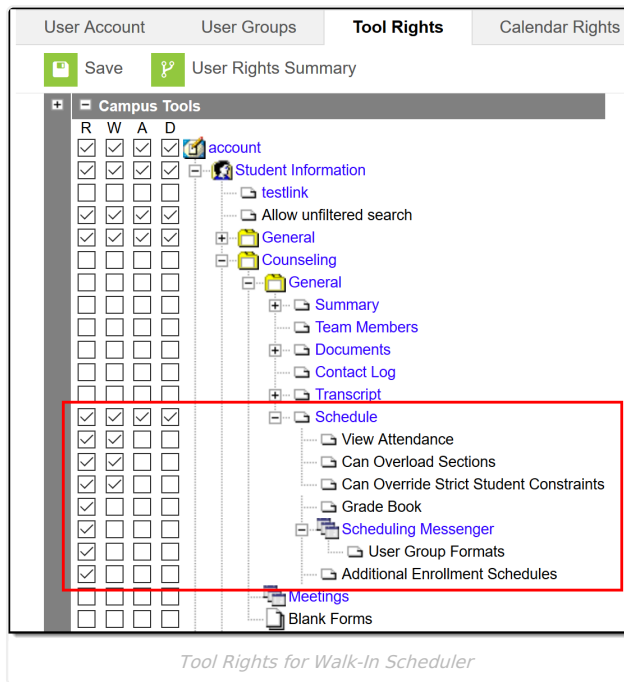 User Account User Groups Tool Rights Calendar Rights
Save User Rights Summary
Campus Tools
R W A D
account
Student Information
testlink
Allow unfiltered search
General
Counseling
General
Summary
Team Members
Documents
Contact Log
Transcript
Schedule
View Attendance
Can Overload Sections
Can Override Strict Student Constraints
Grade Book
Scheduling Messenger
User Group Formats
Additional Enrollment Schedules
Meetings
Blank Forms
Tool Rights for Walk-In Scheduler